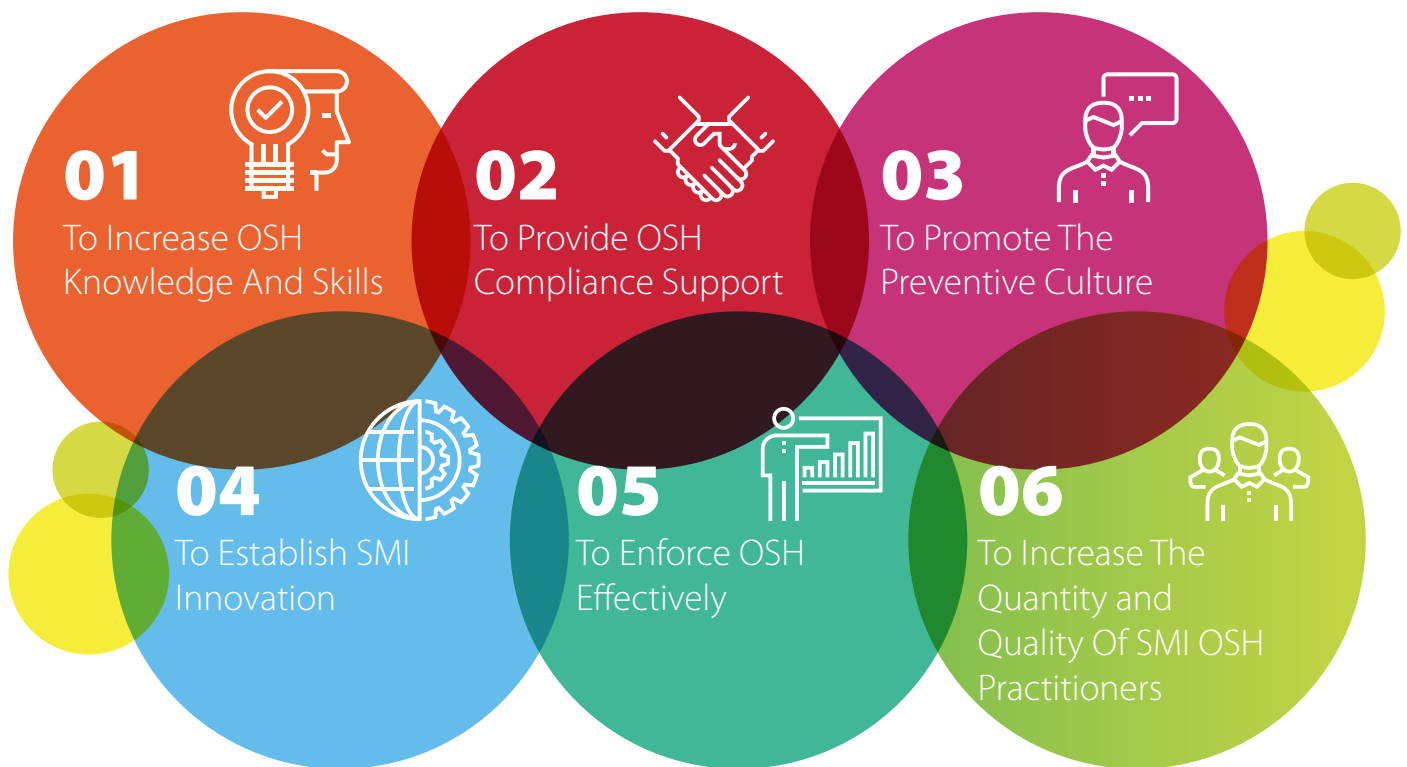 01
To Increase OSH
Knowledge And Skills
02
To Provide OSH
Compliance Support
03
To Promote The
Preventive Culture
04
To Establish SMI
Innovation
05
To Enforce OSH
Effectively
06
To Increase The
Quantity and
Quality Of SMI OSH
Practitioners